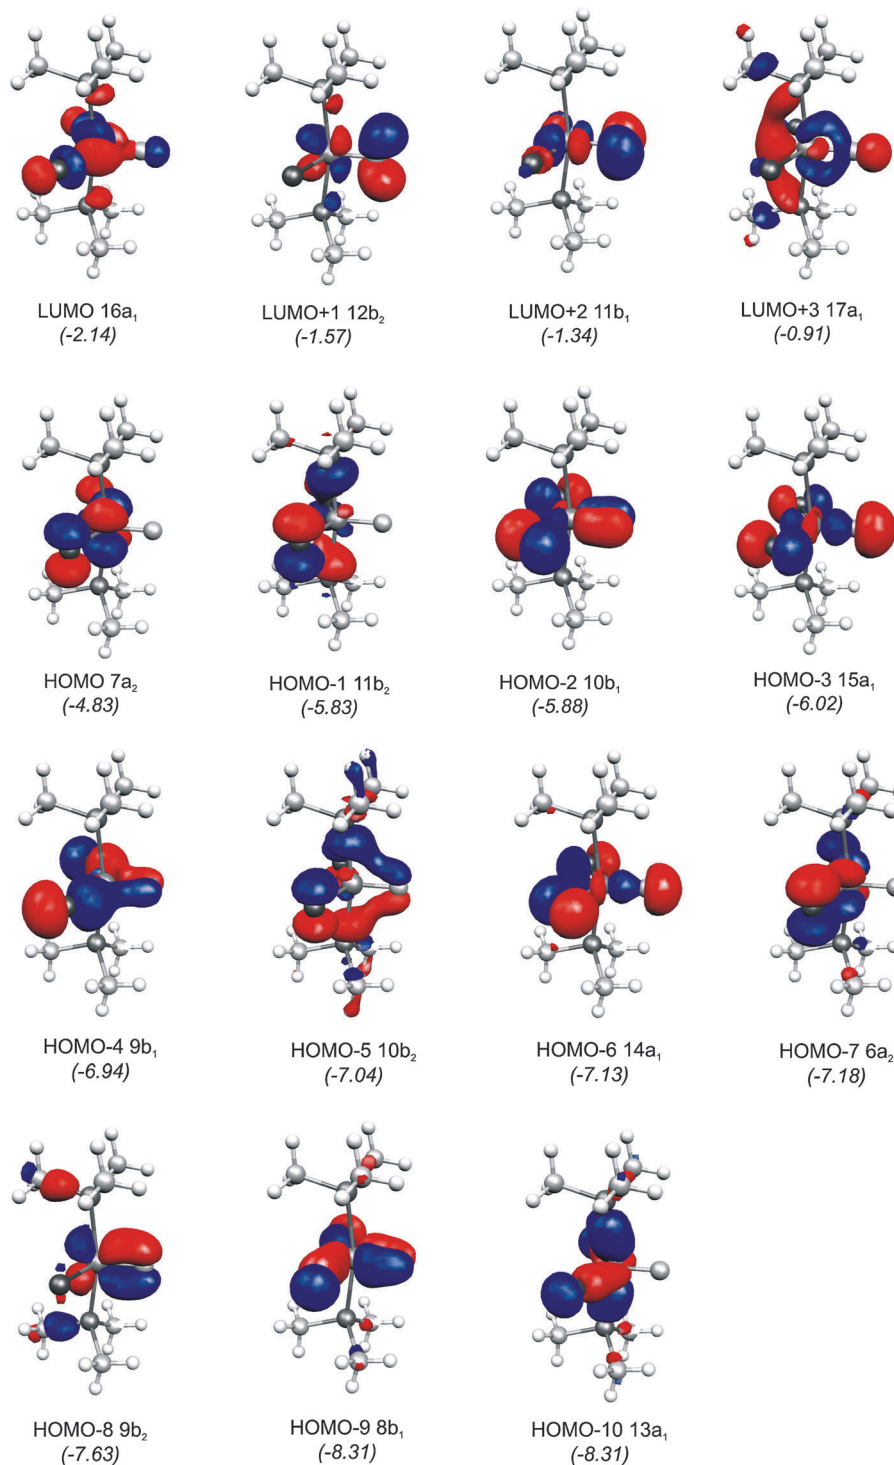 LUMO 16a₁ LUMO+1 12b₂ LUMO+2 11b₁ LUMO+3 17a₁
(-2.14) (-1.57) (-1.34) (-0.91)
HOMO 7a₂ HOMO-1 11b₂ HOMO-2 10b₁ HOMO-3 15a₁
(-4.83) (-5.83) (-5.88) (-6.02)
HOMO-4 9b₁ HOMO-5 10b₂ HOMO-6 14a₁ HOMO-7 6a₂
(-6.94) (-7.04) (-7.13) (-7.18)
HOMO-8 9b₂ HOMO-9 8b₁ HOMO-10 13a₁
(-7.63) (-8.31) (-8.31)